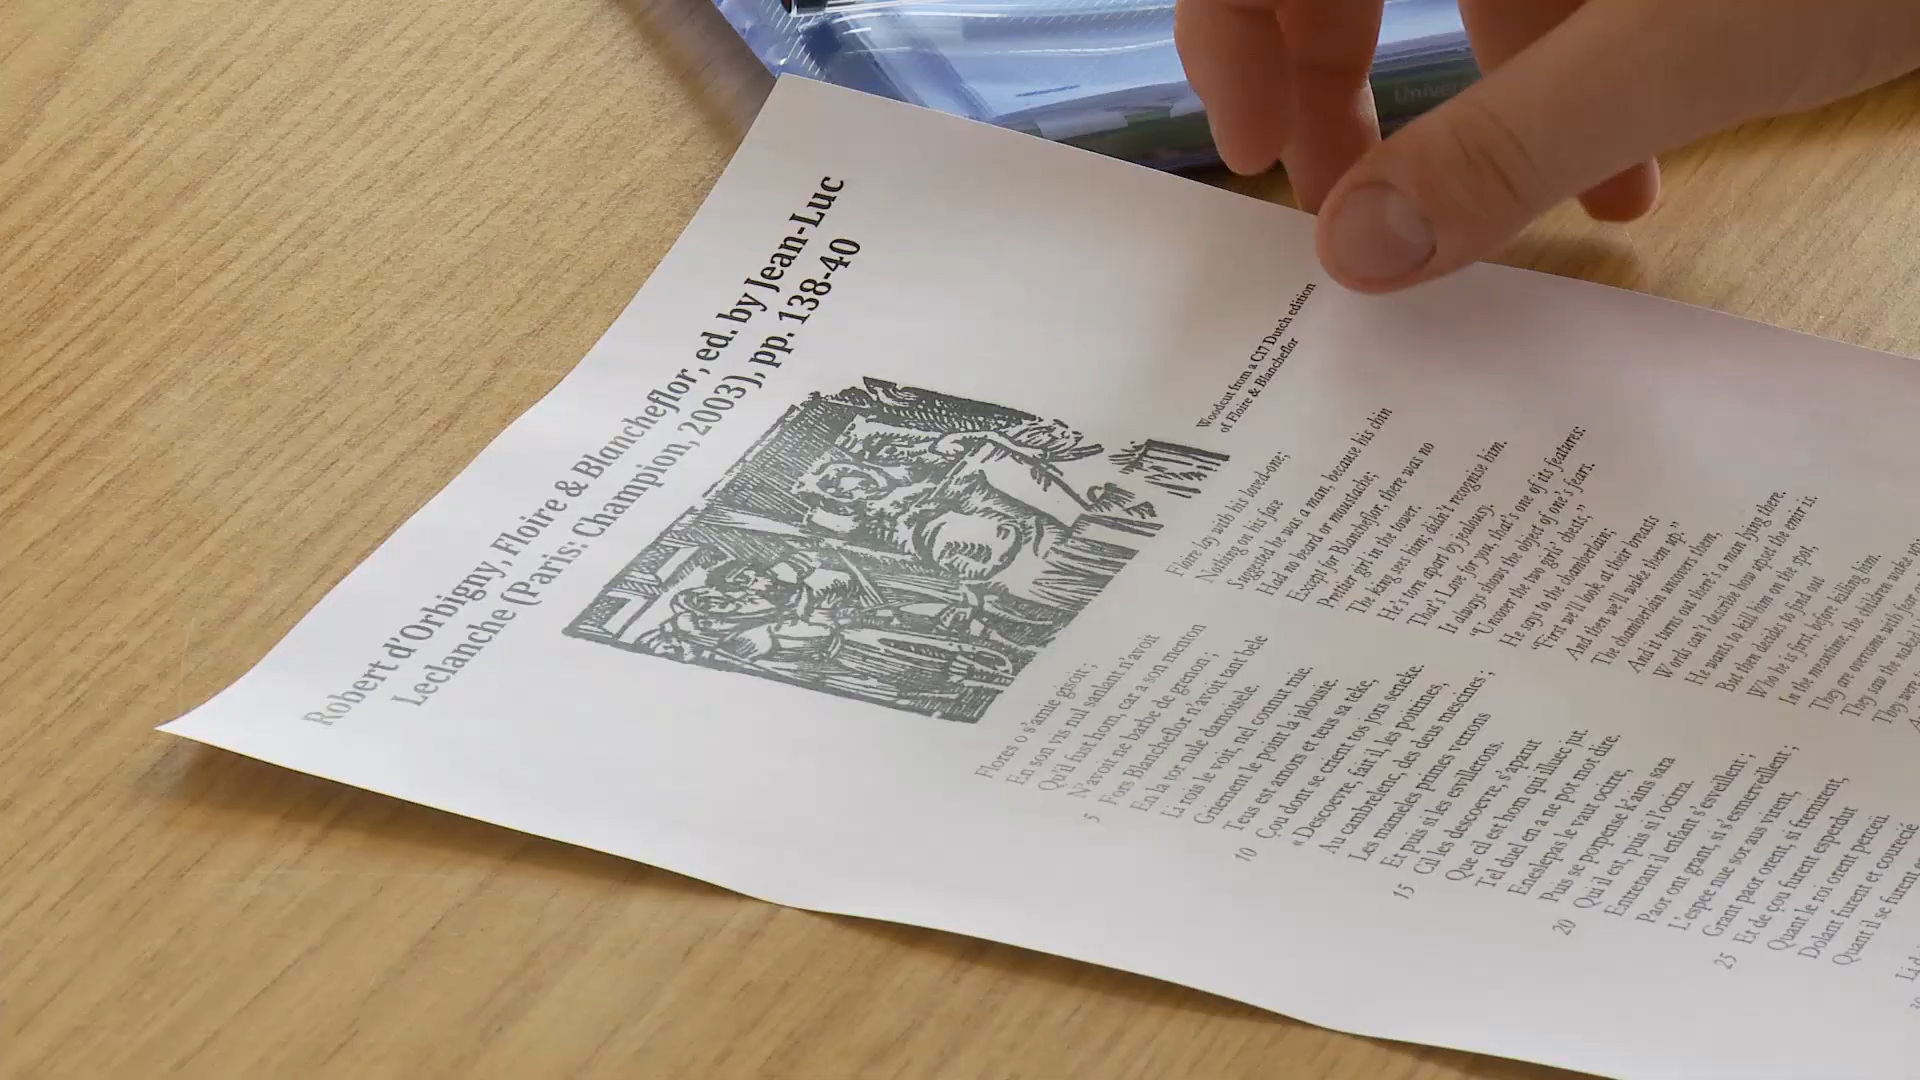 Univer
Robert d'Orbigny, Floire & Blancheflor, ed. by Jean-Luc
Leclanche (Paris: Champion, 2003), pp. 138-40
Woodcut from a C17 Dutch edition
of Floire & Blancheflor
Flores o s'amie gisoit ;
En son vis nul sanlant n'avoit
Qu'il fust hom, car a son menton
N'avoit ne barbe de grenon ;
5 Fors Blancheflor n'avoit tant bele
En la tor nule damoisele.
Li rois le voit, nel connut mie.
Griement le point la jalousie.
Teus est amors et teus sa eke,
10 Çou dont se crient tos jors seneke.
«Descoevre, fait il, les poitrines,
Au cambrelenc, des deus mescines ;
Les mameles primes verrons
Et puis si les esvillerons.
15 Cil les descoevre, s'aparut
Que cil est hom qui illuec jut.
Tel duel en a ne pot mot dire.
Eneslepas le vaut ocirre,
Puis se porpense k'ains sara
20 Qui il est, puis si l'ocirra.
Entretant il enfant s'esveillent ;
Paor ont grant, si s'esmerveillent ;
L'espee nue sor aus virent,
Grant paor orent, si fremirent,
25 Et de çou furent esperdut
Quant le roi orent perceü
Dolant furent et courecié
Quant il se furent
Li
Floire lay with his loved-one;
Nothing on his face
Suggested he was a man, because his chin
Had no beard or moustache;
Except for Blancheflor, there was no
Prettier girl in the tower.
The king sees him; didn't recognise him.
He's torn apart by jealousy.
That's Love for you, that's one of its features:
It always shows the object of one's fears.
"Uncover the two girls' chests,"
He says to the chamberlain;
"First we'll look at their breasts
And then we'll wake them up."
The chamberlain uncovers them,
And it turns out there's a man lying there.
Words can't describe how upset the emir is.
He wants to kill him on the spot,
But then decides to find out
Who he is first, before killing him.
In the meantime, the children wake up
They are overcome with fear
They saw the naked
They were